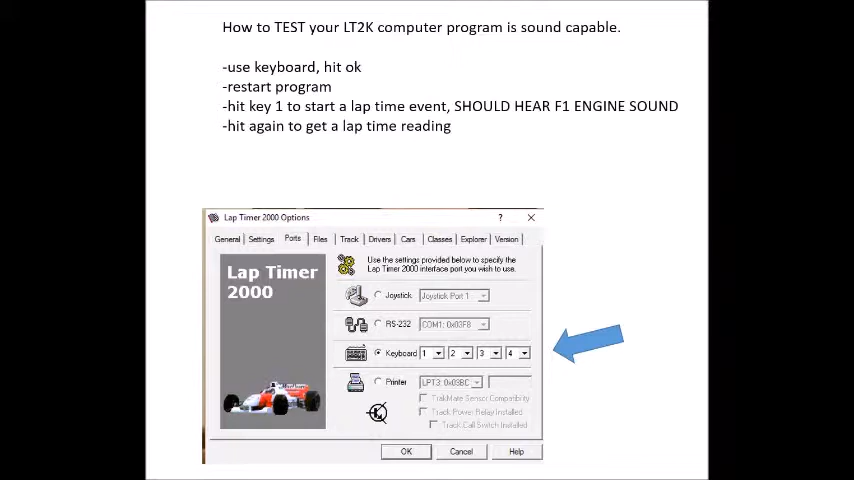 How to TEST your LT2K computer program is sound capable.
-use keyboard, hit ok
-restart program
-hit key 1 to start a lap time event, SHOULD HEAR F1 ENGINE SOUND
-hit again to get a lap time reading
Lap Timer 2000 Options ?
General Settings Ports Files Track Drivers Cars Classes Explorer Version
Lap Timer
2000
Use the settings provided below to specify the
Lap Timer 2000 interface port you wish to use.
Joystick Joystick Port 1
RS-232 COM1: 0x03F8
Keyboard 1 2 3 4
Printer LPT3: 0x03BC
TrakMate Sensor Compatibility
Track Power Relay Installed
Track Call Switch Installed
OK Cancel Help